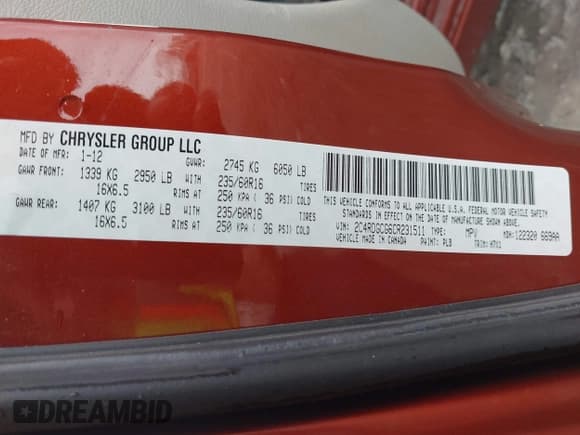 MFD BY CHRYSLER GROUP LLC
DATE OF MFR: 1-12 GVWR: 2745 KG 6050 LB
GAWR FRONT: 1339 KG 2950 LB 235/60R16 TIRES
16X6.5 RIMS AT 250 KPA ( 36 PSI) COLD
GAWR REAR: 1407 KG 3100 LB 235/60R16 TIRES
16X6.5 RIMS AT 250 KPA ( 36 PSI) COLD
THIS VEHICLE CONFORMS TO ALL APPLICABLE U.S.A. FEDERAL MOTOR VEHICLE SAFETY
STANDARDS IN EFFECT ON THE DATE OF MANUFACTURE SHOWN ABOVE.
VIN: 2C4RDGCG6CR231511 TYPE: MPV MDH: 122320 669AA
VEHICLE MADE IN CANADA PAINT: PLB TRIM:
DREAMBID